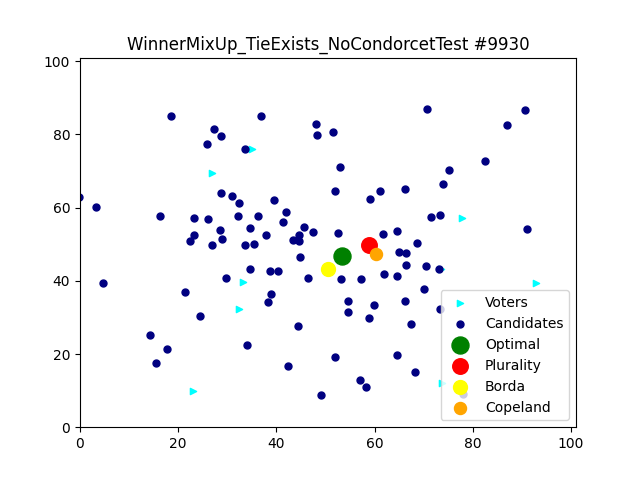 WinnerMixUp_TieExists_NoCondorcetTest #9930
100
80
60
40
20
0
0 20 40 60 80 100
Voters
Candidates
Optimal
Plurality
Borda
Copeland